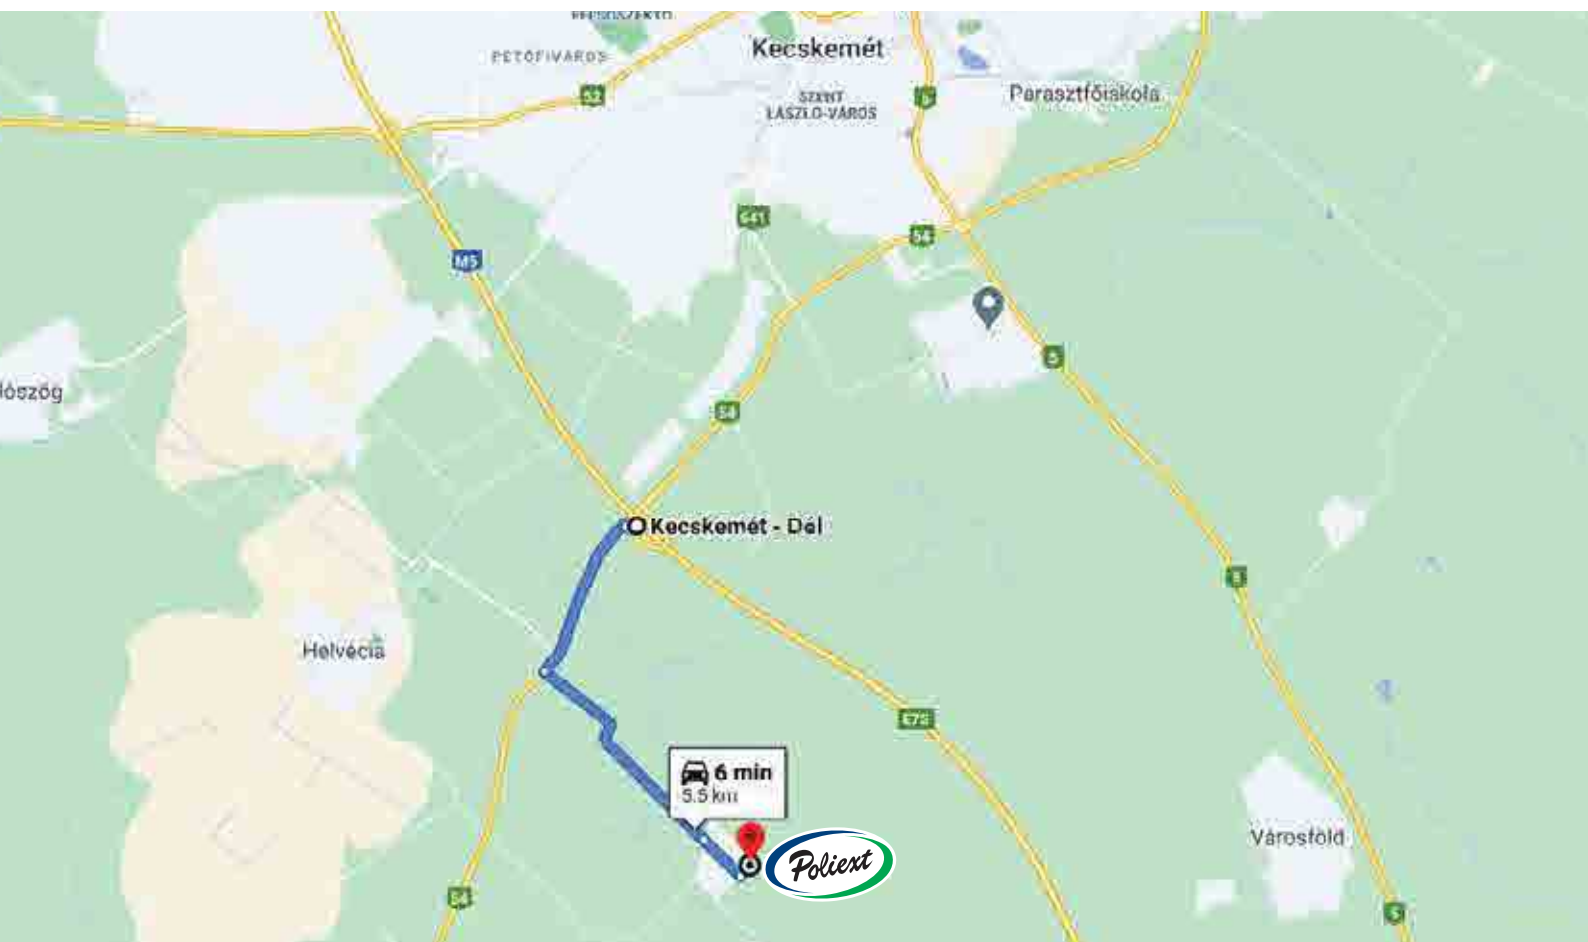 Kecskemét
PETŐFIVÁROS
52
SZENT
LÁSZLÓ-VÁROS
5
Parasztfőiskola
541
54
M5
5
lószög
54
Kecskemét - Dél
5
Helvécia
E75
6 min
5.5 km
Városföld
Poliext
54
5